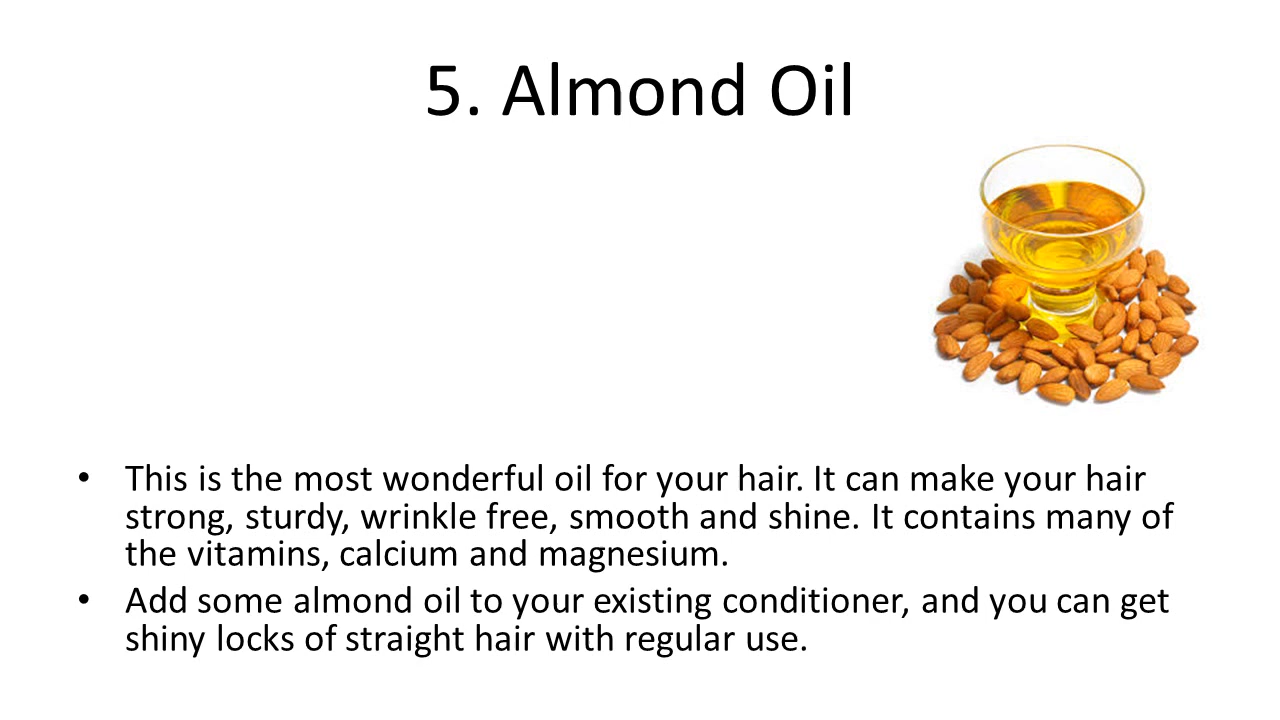 5. Almond Oil
• This is the most wonderful oil for your hair. It can make your hair
strong, sturdy, wrinkle free, smooth and shine. It contains many of
the vitamins, calcium and magnesium.
• Add some almond oil to your existing conditioner, and you can get
shiny locks of straight hair with regular use.